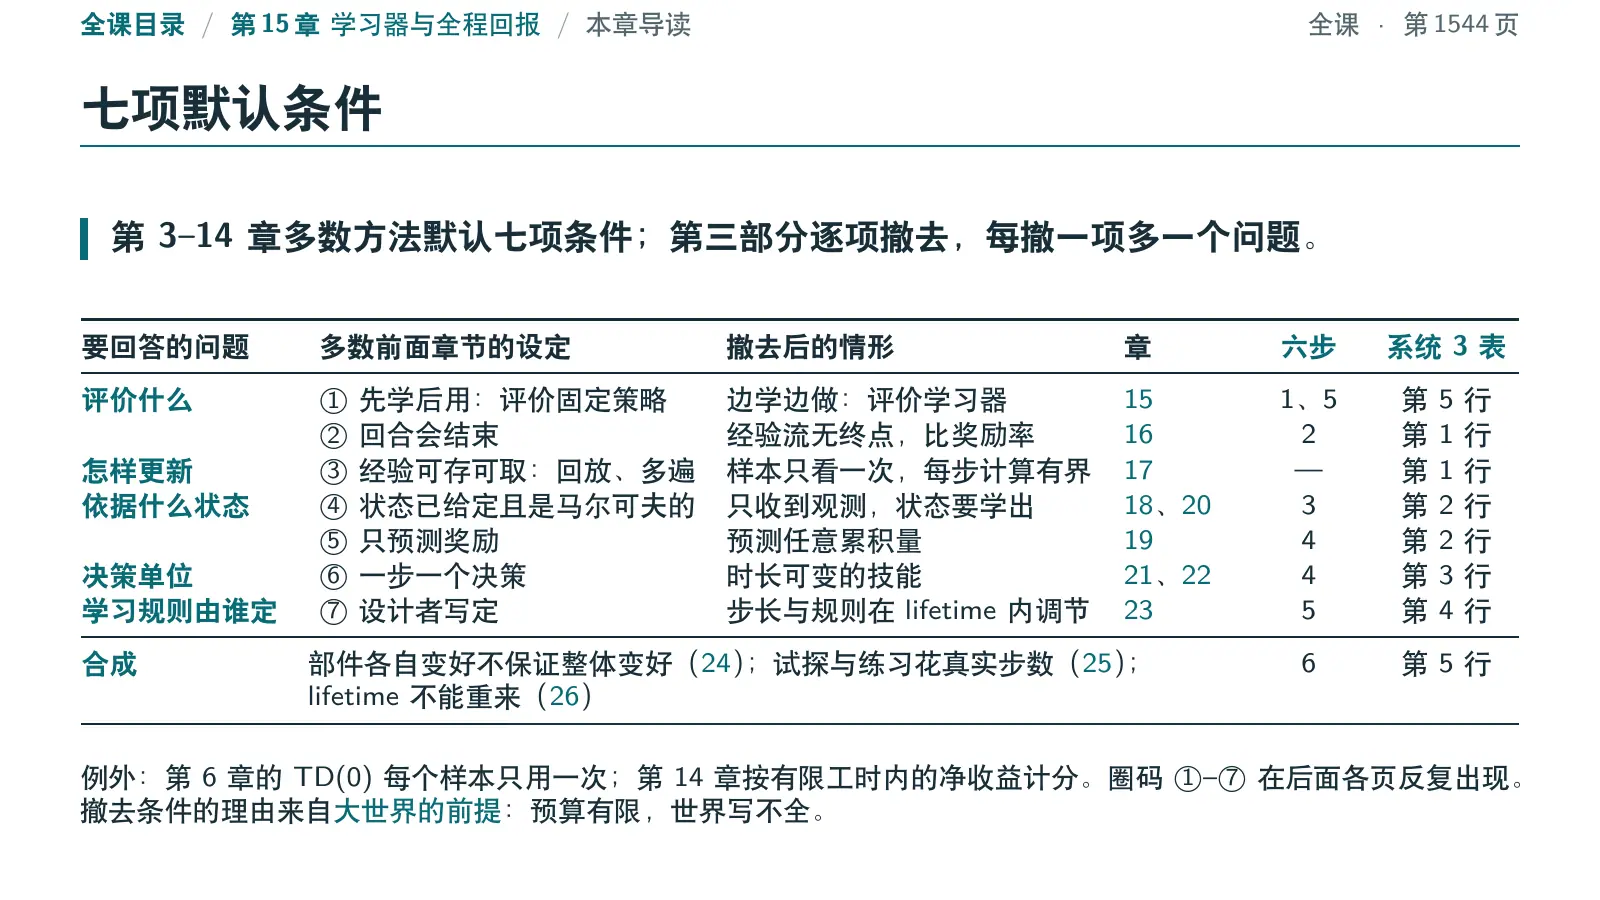 全课目录 / 第 15 章 学习器与全程回报 / 本章导读 全课 · 第 1544 页
七项默认条件
第 3–14 章多数方法默认七项条件；第三部分逐项撤去，每撤一项多一个问题。
要回答的问题 多数前面章节的设定 撤去后的情形 章 六步 系统 3 表
评价什么 ① 先学后用：评价固定策略 边学边做：评价学习器 15 1、5 第 5 行
② 回合会结束 经验流无终点，比奖励率 16 2 第 1 行
怎样更新 ③ 经验可存可取：回放、多遍 样本只看一次，每步计算有界 17 — 第 1 行
依据什么状态 ④ 状态已给定且是马尔可夫的 只收到观测，状态要学出 18、20 3 第 2 行
⑤ 只预测奖励 预测任意累积量 19 4 第 2 行
决策单位 ⑥ 一步一个决策 时长可变的技能 21、22 4 第 3 行
学习规则由谁定 ⑦ 设计者写定 步长与规则在 lifetime 内调节 23 5 第 4 行
合成 部件各自变好不保证整体变好（24）；试探与练习花真实步数（25）； 6 第 5 行
lifetime 不能重来（26）
例外：第 6 章的 TD(0) 每个样本只用一次；第 14 章按有限工时内的净收益计分。圈码 ①–⑦ 在后面各页反复出现。
撤去条件的理由来自大世界的前提：预算有限，世界写不全。